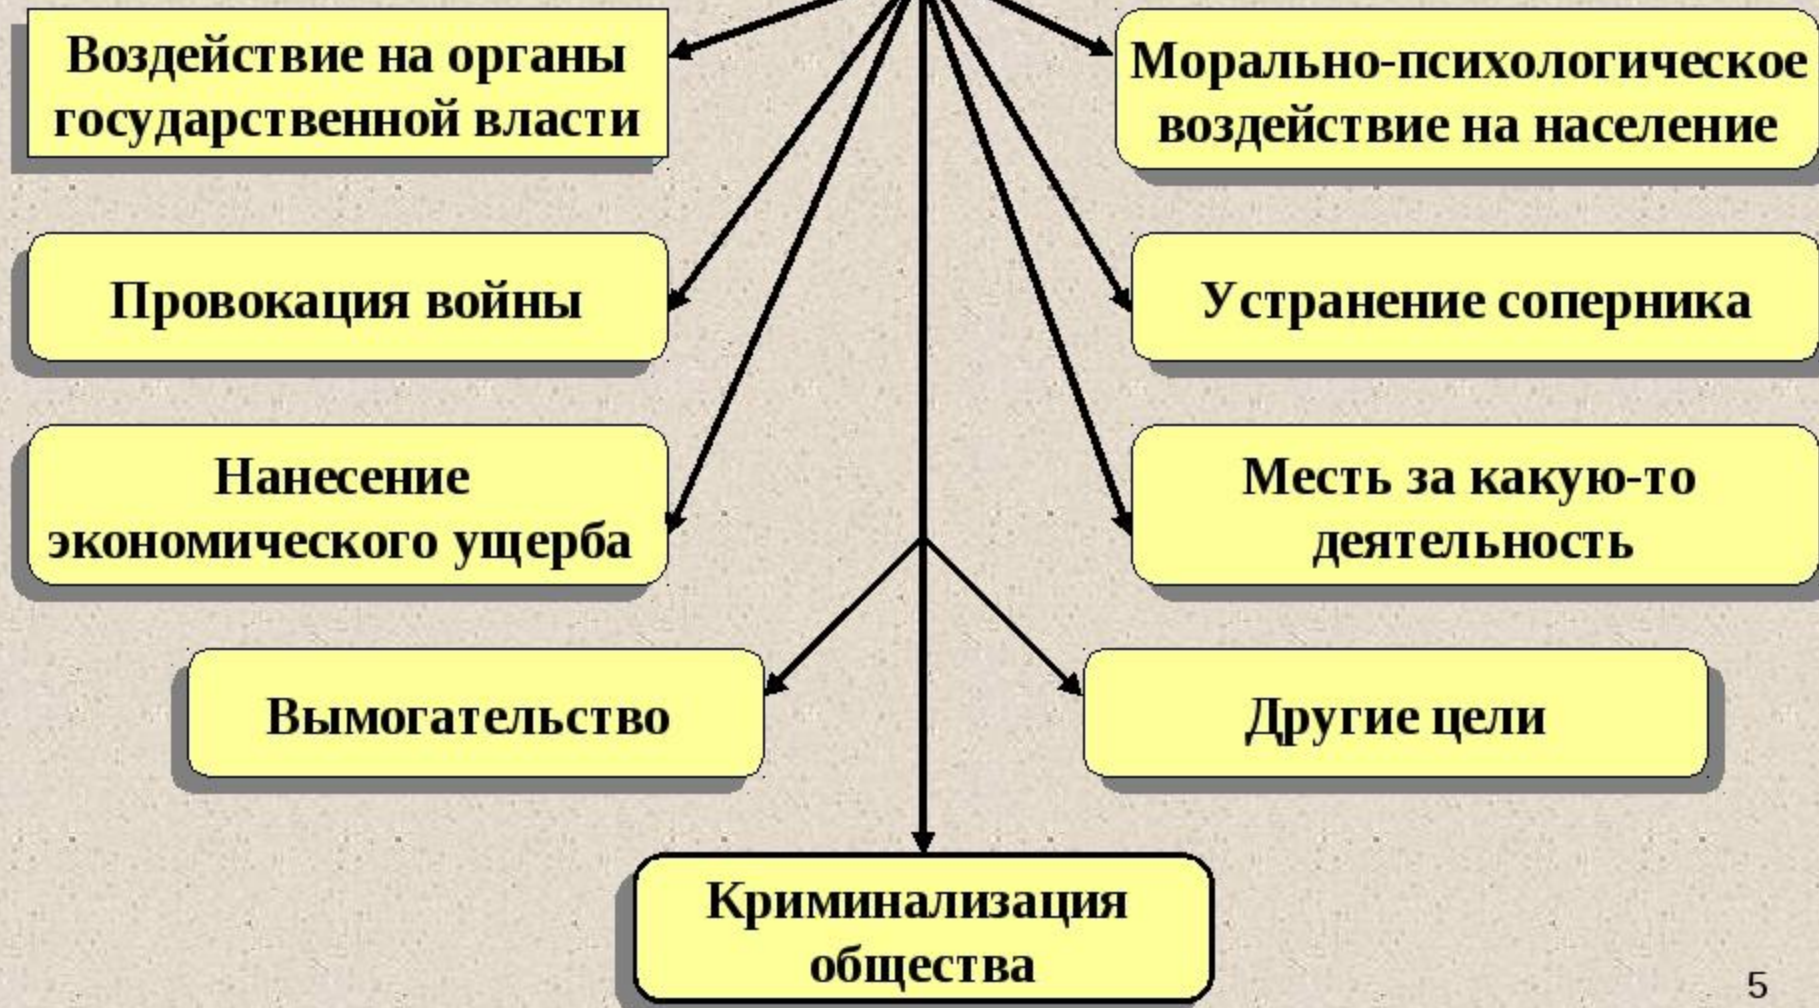 Воздействие на органы
государственной власти
Морально-психологическое
воздействие на население
Провокация войны
Устранение соперника
Нанесение
экономического ущерба
Месть за какую-то
деятельность
Вымогательство
Другие цели
Криминализация
общества
5